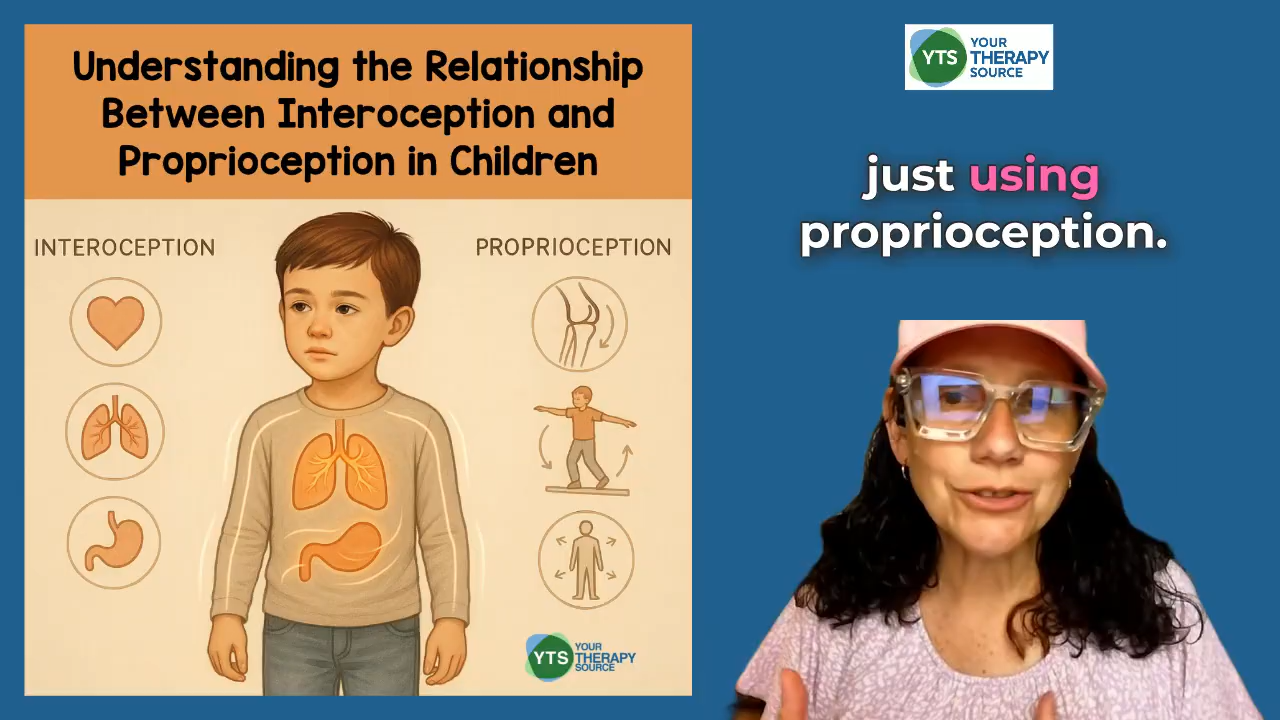 Understanding the Relationship
Between Interoception and
Proprioception in Children
INTEROCEPTION
PROPRIOCEPTION
YTS
YOUR
THERAPY
SOURCE
YTS
YOUR
THERAPY
SOURCE
just using
proprioception.